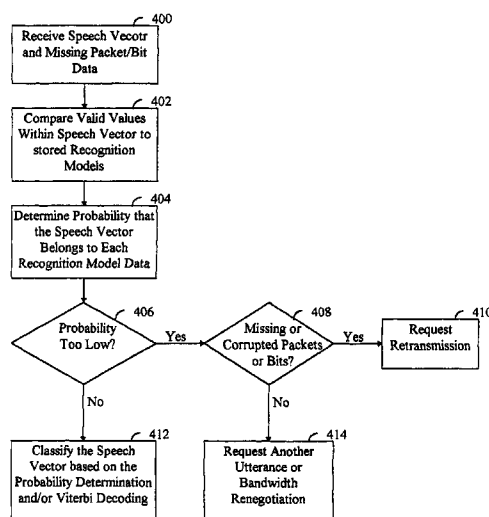 400
Receive Speech Vecotr
and Missing Packet/Bit
Data
402
Compare Valid Values
Within Speech Vector to
stored Recognition
Models
404
Determine Probability that
the Speech Vector
Belongs to Each
Recognition Model Data
406
Probability
Too Low?
Yes
408
Missing or
Corrupted Packets
or Bits?
Yes
410
Request
Retransmission
No
No
412
Classify the Speech
Vector based on the
Probability Determination
and/or Viterbi Decoding
414
Request Another
Utterance or
Bandwidth
Renegotiation